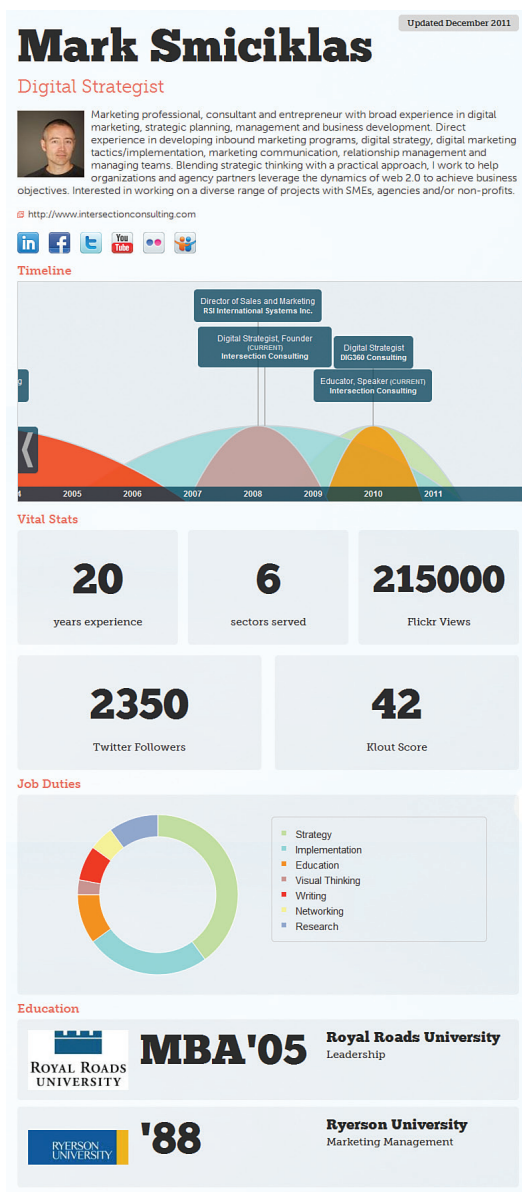 Updated December 2011
Mark Smiciklas
Digital Strategist
Marketing professional, consultant and entrepreneur with broad experience in digital
marketing, strategic planning, management and business development. Direct
experience in developing inbound marketing programs, digital strategy, digital marketing
tactics/implementation, marketing communication, relationship management and
managing teams. Blending strategic thinking with a practical approach, I work to help
organizations and agency partners leverage the dynamics of web 2.0 to achieve business
objectives. Interested in working on a diverse range of projects with SMEs, agencies and/or non-profits.
http://www.intersectionconsulting.com
in f t You Tube
Timeline
Director of Sales and Marketing
RSI International Systems Inc.
Digital Strategist, Founder
(CURRENT)
Intersection Consulting
Digital Strategist
DIG360 Consulting
g
Educator, Speaker (CURRENT)
Intersection Consulting
4 2005 2006 2007 2008 2009 2010 2011
Vital Stats
20
years experience
6
sectors served
215000
Flickr Views
2350
Twitter Followers
42
Klout Score
Job Duties
Strategy
Implementation
Education
Visual Thinking
Writing
Networking
Research
Education
ROYAL ROADS
UNIVERSITY
MBA'05
Royal Roads University
Leadership
RYERSON
UNIVERSITY
'88
Ryerson University
Marketing Management